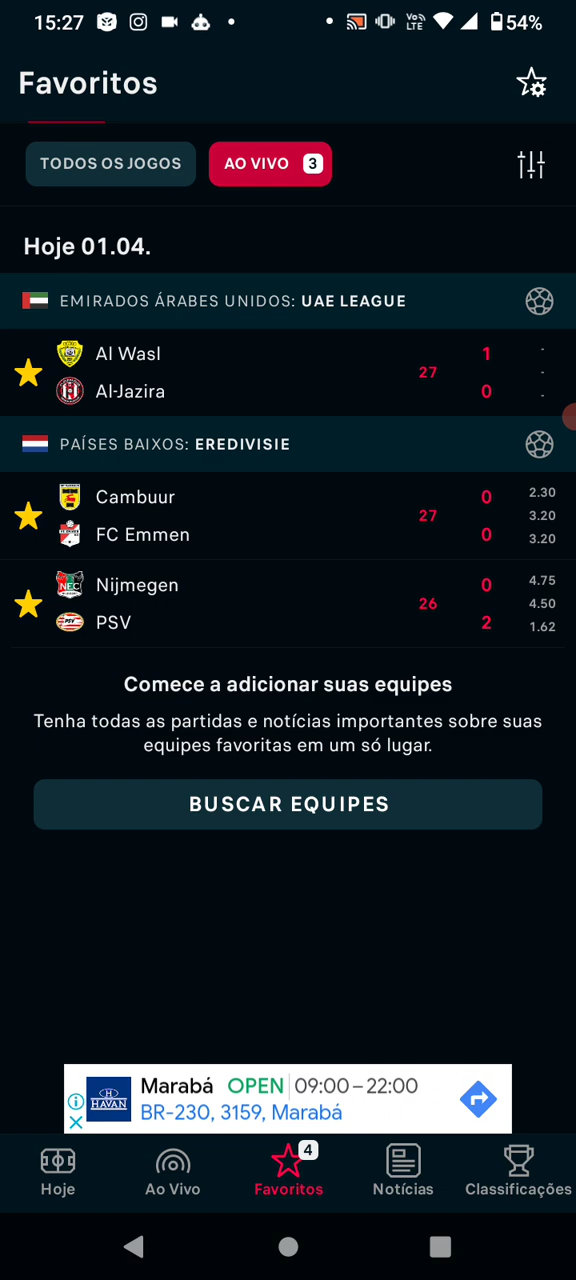 15:27 Vo)) LTE 54%
Favoritos
TODOS OS JOGOS AO VIVO 3
Hoje 01.04.
EMIRADOS ÁRABES UNIDOS: UAE LEAGUE
Al Wasl 1 -
27 -
Al-Jazira 0 -
PAÍSES BAIXOS: EREDIVISIE
Cambuur 0 2.30
27 3.20
FC Emmen 0 3.20
Nijmegen 0 4.75
26 4.50
PSV 2 1.62
Comece a adicionar suas equipes
Tenha todas as partidas e notícias importantes sobre suas
equipes favoritas em um só lugar.
BUSCAR EQUIPES
Marabá OPEN 09:00 – 22:00
HAVAN BR-230, 3159, Marabá
4
Hoje Ao Vivo Favoritos Notícias Classificações